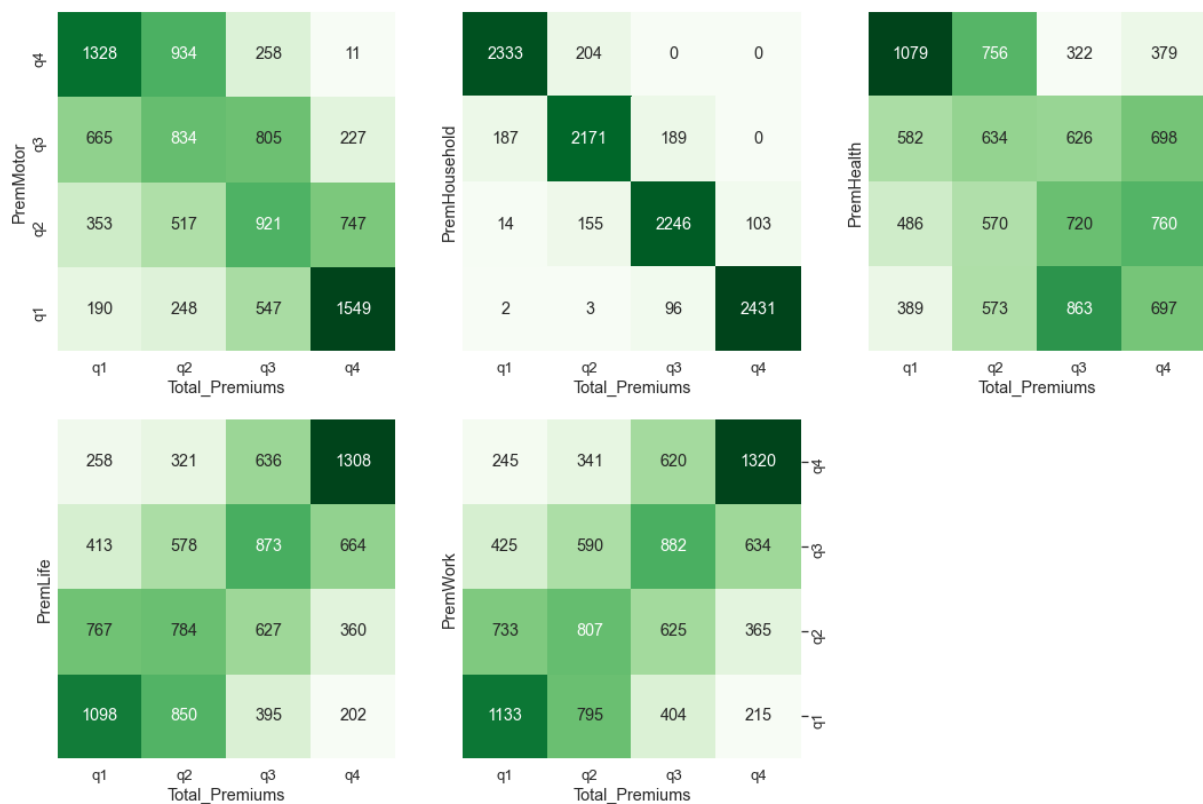 PremMotor
q4 1328 934 258 11
q3 665 834 805 227
q2 353 517 921 747
q1 190 248 547 1549
q1 q2 q3 q4
Total_Premiums
PremHousehold
2333 204 0 0
187 2171 189 0
14 155 2246 103
2 3 96 2431
q1 q2 q3 q4
Total_Premiums
PremHealth
1079 756 322 379
582 634 626 698
486 570 720 760
389 573 863 697
q1 q2 q3 q4
Total_Premiums
PremLife
258 321 636 1308
413 578 873 664
767 784 627 360
1098 850 395 202
q1 q2 q3 q4
Total_Premiums
PremWork
245 341 620 1320 q4
425 590 882 634 q3
733 807 625 365 q2
1133 795 404 215 q1
q1 q2 q3 q4
Total_Premiums